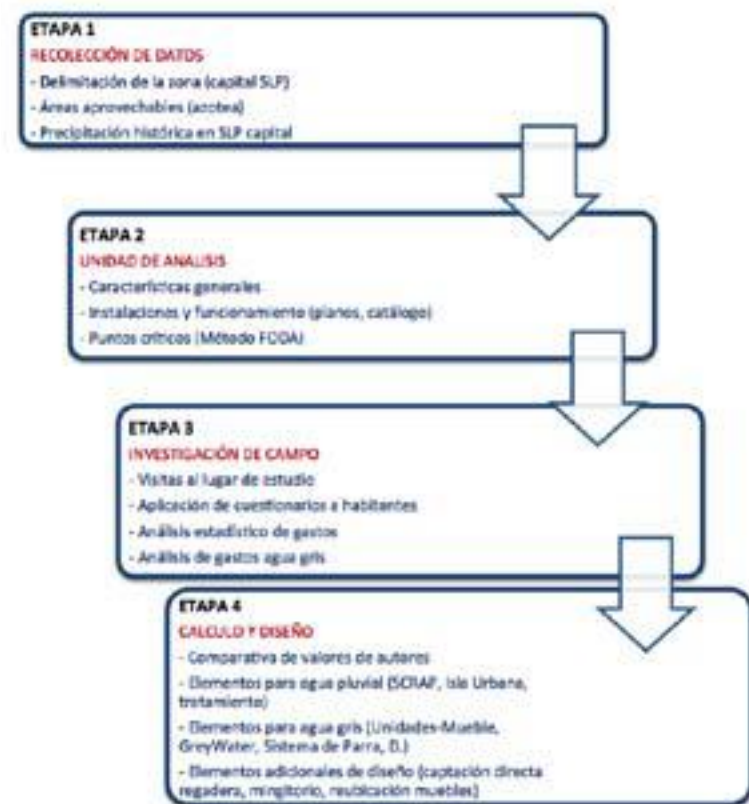 ETAPA 1
RECOLECCIÓN DE DATOS
- Delimitación de la zona (capital SLP)
- Áreas aprovechables (azotea)
- Precipitación histórica en SLP capital
ETAPA 2
UNIDAD DE ANALISIS
- Características generales
- Instalaciones y funcionamiento (planos, catálogo)
- Puntos críticos (Método FODA)
ETAPA 3
INVESTIGACIÓN DE CAMPO
- Visitas al lugar de estudio
- Aplicación de cuestionarios a habitantes
- Análisis estadístico de gastos
- Análisis de gastos agua gris
ETAPA 4
CALCULO Y DISEÑO
- Comparativa de valores de autores
- Elementos para agua pluvial (SCRAP, Isla Urbana,
tratamiento)
- Elementos para agua gris (Unidades-Mueble,
GreyWater, Sistema de Parra, D.)
- Elementos adicionales de diseño (captación directa
regadera, mingitorio, reubicación muebles)